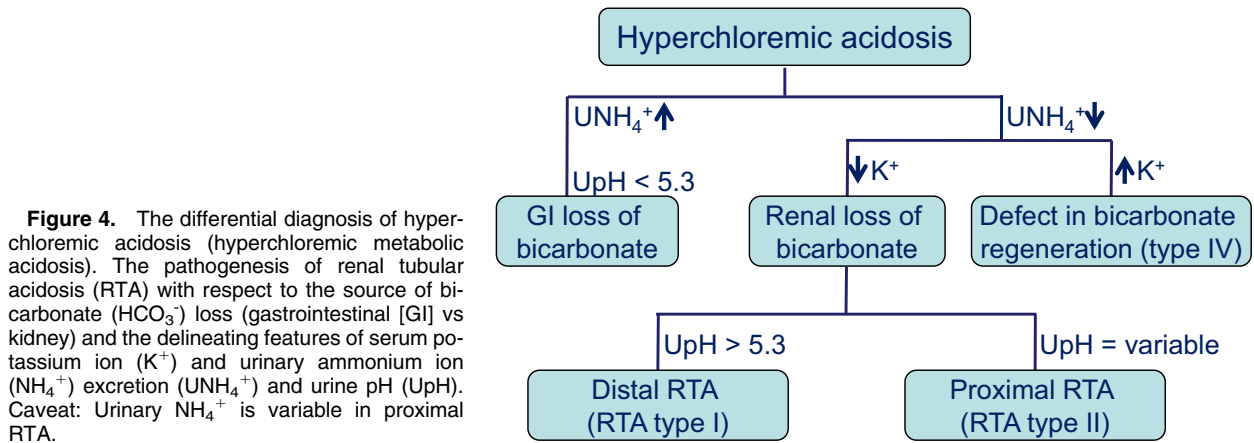 Figure 4. The differential diagnosis of hyper-
chloremic acidosis (hyperchloremic metabolic
acidosis). The pathogenesis of renal tubular
acidosis (RTA) with respect to the source of bi-
carbonate (HCO₃⁻) loss (gastrointestinal [GI] vs
kidney) and the delineating features of serum po-
tassium ion (K⁺) and urinary ammonium ion
(NH₄⁺) excretion (UNH₄⁺) and urine pH (UpH).
Caveat: Urinary NH₄⁺ is variable in proximal
RTA.
Hyperchloremic acidosis
UNH₄⁺ ↑
UNH₄⁺ ↓
UpH < 5.3
↓ K⁺
↑ K⁺
GI loss of
bicarbonate
Renal loss of
bicarbonate
Defect in bicarbonate
regeneration (type IV)
UpH > 5.3
UpH = variable
Distal RTA
(RTA type I)
Proximal RTA
(RTA type II)